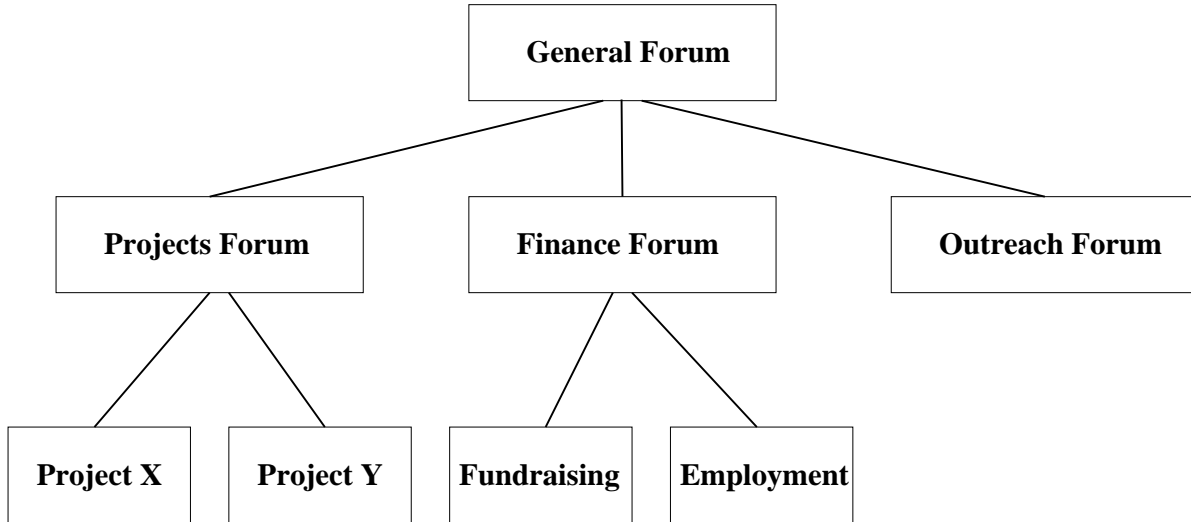 General Forum
Projects Forum
Finance Forum
Outreach Forum
Project X
Project Y
Fundraising
Employment